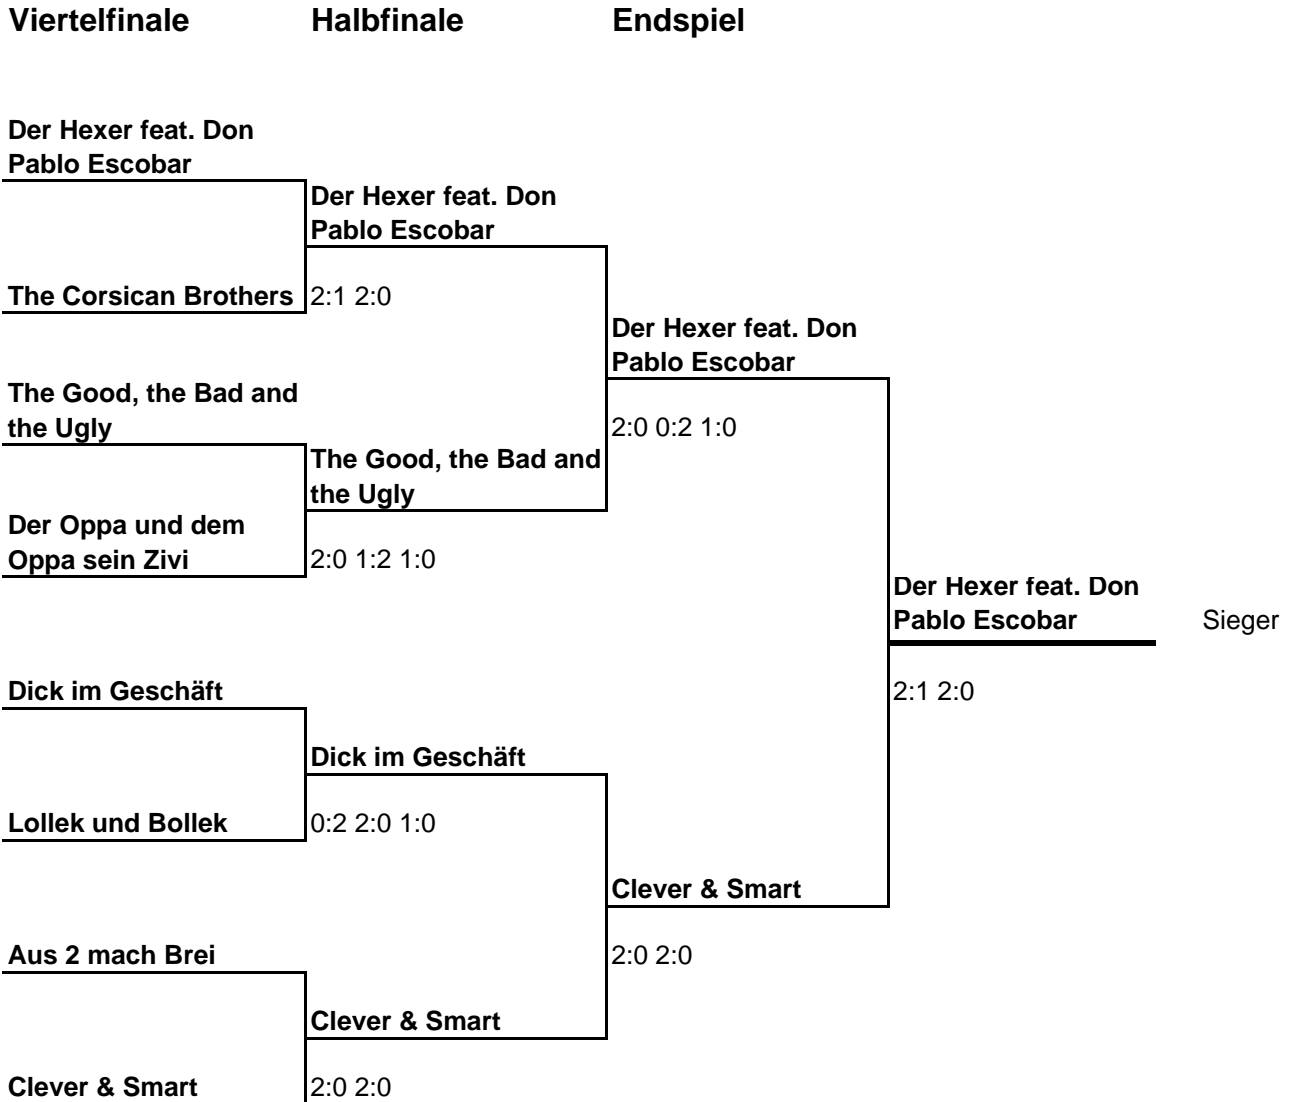 Viertelfinale Halbfinale Endspiel
Der Hexer feat. Don
Pablo Escobar
Der Hexer feat. Don
Pablo Escobar
The Corsican Brothers 2:1 2:0
Der Hexer feat. Don
Pablo Escobar
The Good, the Bad and
the Ugly 2:0 0:2 1:0
The Good, the Bad and
the Ugly
Der Oppa und dem
Oppa sein Zivi 2:0 1:2 1:0
Der Hexer feat. Don
Pablo Escobar Sieger
Dick im Geschäft 2:1 2:0
Dick im Geschäft
Lollek und Bollek 0:2 2:0 1:0
Clever & Smart
Aus 2 mach Brei 2:0 2:0
Clever & Smart
Clever & Smart 2:0 2:0